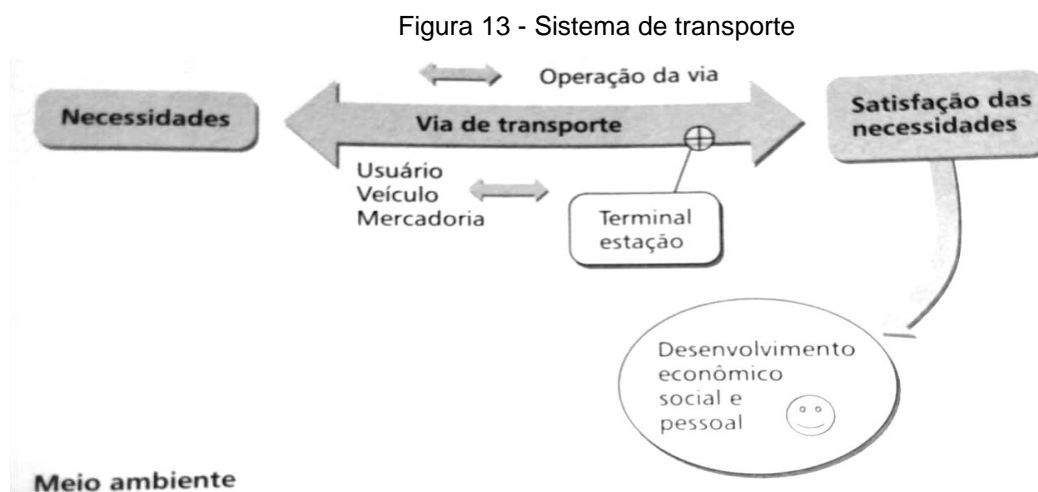 Figura 13 - Sistema de transporte
Operação da via
Necessidades
Via de transporte
Satisfação das
necessidades
Usuário
Veículo
Mercadoria
Terminal
estação
Desenvolvimento
econômico
social e
pessoal
Meio ambiente